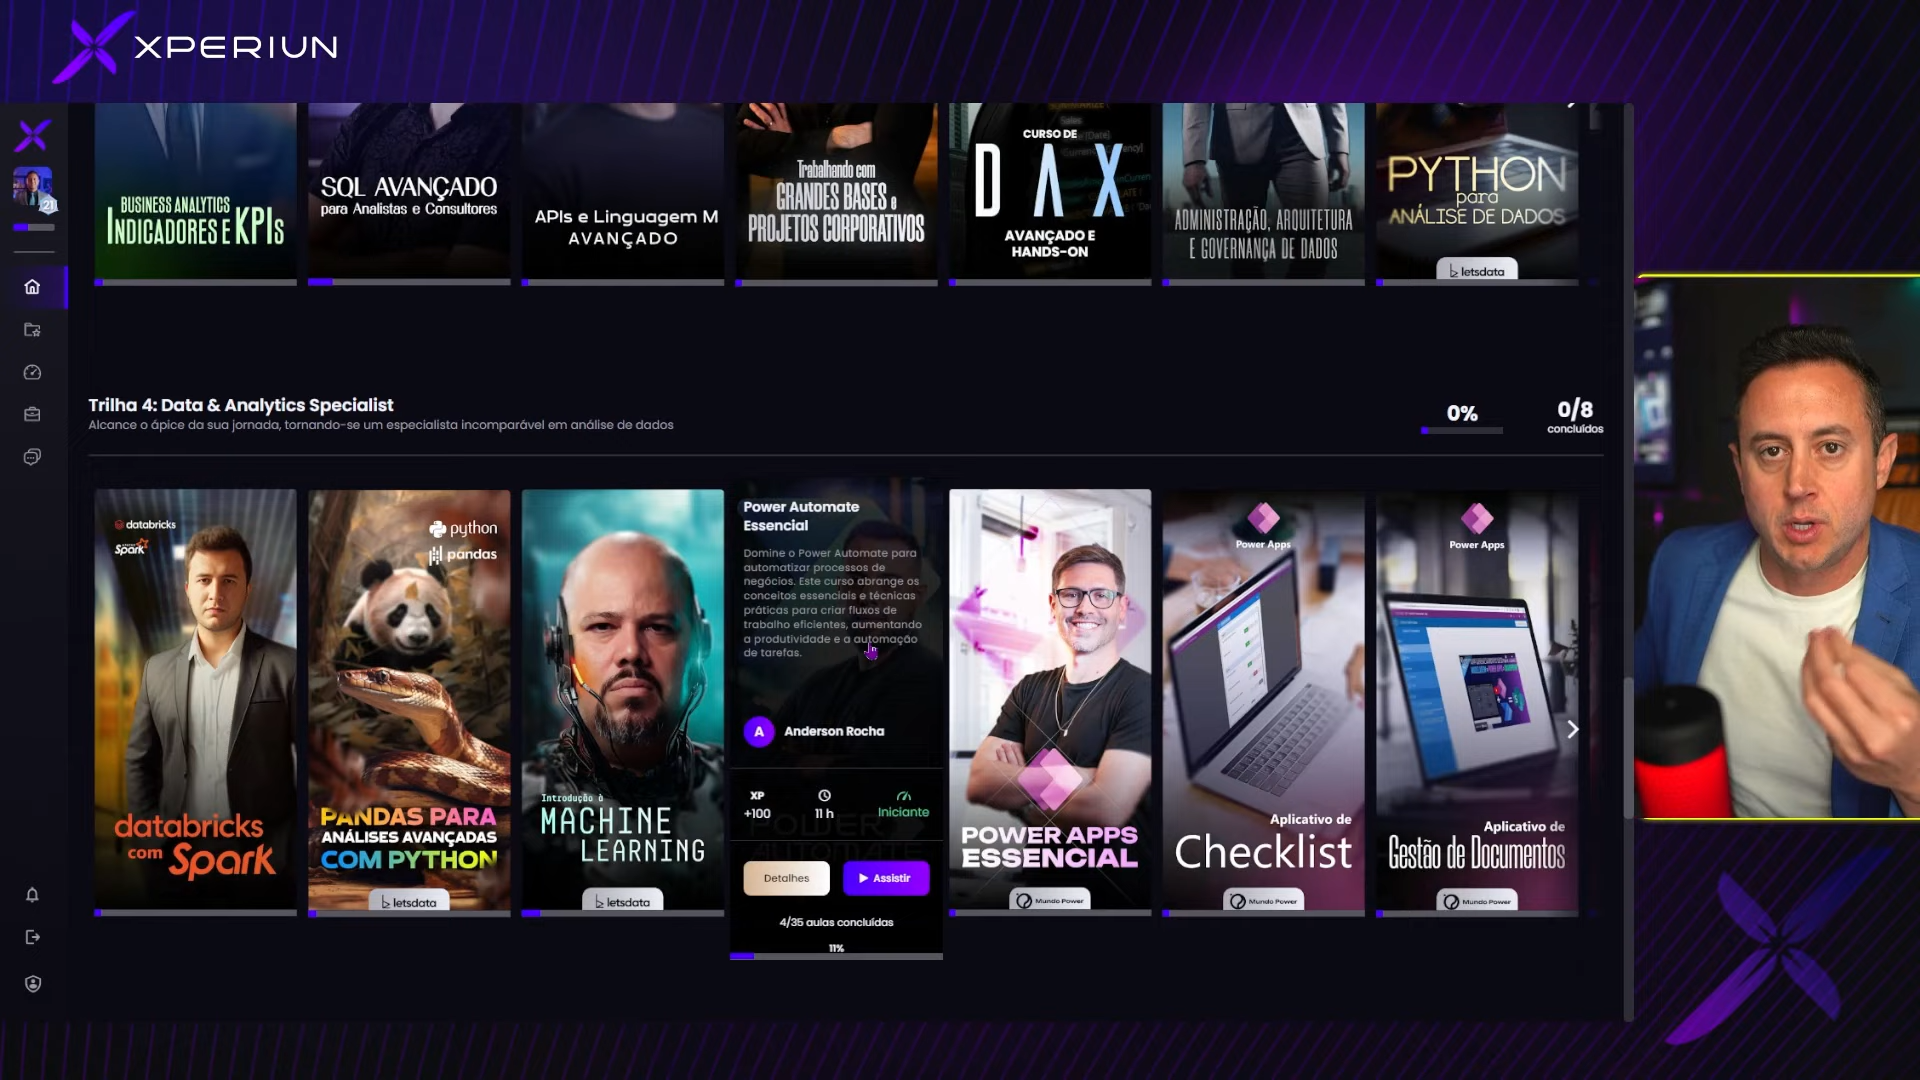 XPERIUN
21
BUSINESS ANALYTICS
INDICADORES E KPIs
SQL AVANÇADO
para Analistas e Consultores
APIs e Linguagem M
AVANÇADO
Trabalhando com
GRANDES BASES e
PROJETOS CORPORATIVOS
CURSO DE
DAX
AVANÇADO E
HANDS-ON
ADMINISTRAÇÃO, ARQUITETURA
E GOVERNANÇA DE DADOS
PYTHON
para
ANÁLISE DE DADOS
letsdata
Trilha 4: Data & Analytics Specialist
Alcance o ápice da sua jornada, tornando-se um especialista incomparável em análise de dados
0%
0/8
concluídos
databricks
Spark
databricks
com Spark
python
pandas
PANDAS PARA
ANÁLISES AVANÇADAS
COM PYTHON
letsdata
Introdução à
MACHINE
LEARNING
letsdata
Power Automate
Essencial
Domine o Power Automate para
automatizar processos de
negócios. Este curso abrange os
conceitos essenciais e técnicas
práticas para criar fluxos de
trabalho eficientes, aumentando
a produtividade e a automação
de tarefas.
A
Anderson Rocha
XP
+100
11 h
Iniciante
Detalhes
Assistir
4/35 aulas concluídas
11%
POWER APPS
ESSENCIAL
Mundo Power
Power Apps
Aplicativo de
Checklist
Mundo Power
Power Apps
Aplicativo de
Gestão de Documentos
Mundo Power